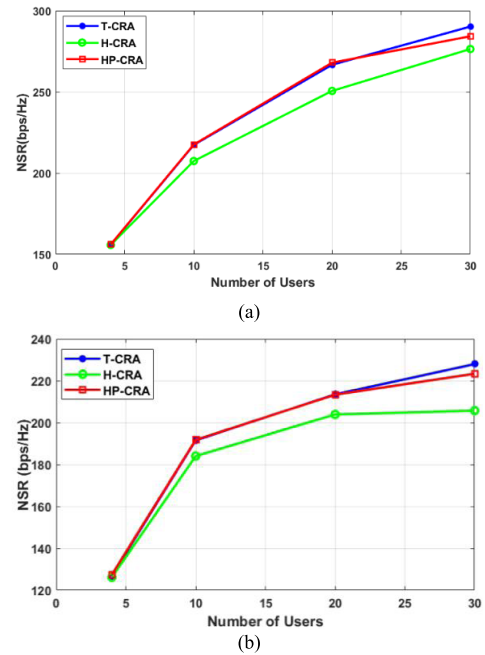 300
250
200
150
NSR(bps/Hz)
T-CRA
H-CRA
HP-CRA
0 5 10 15 20 25 30
Number of Users
(a)
240
220
200
180
160
140
120
NSR (bps/Hz)
T-CRA
H-CRA
HP-CRA
0 5 10 15 20 25 30
Number of Users
(b)